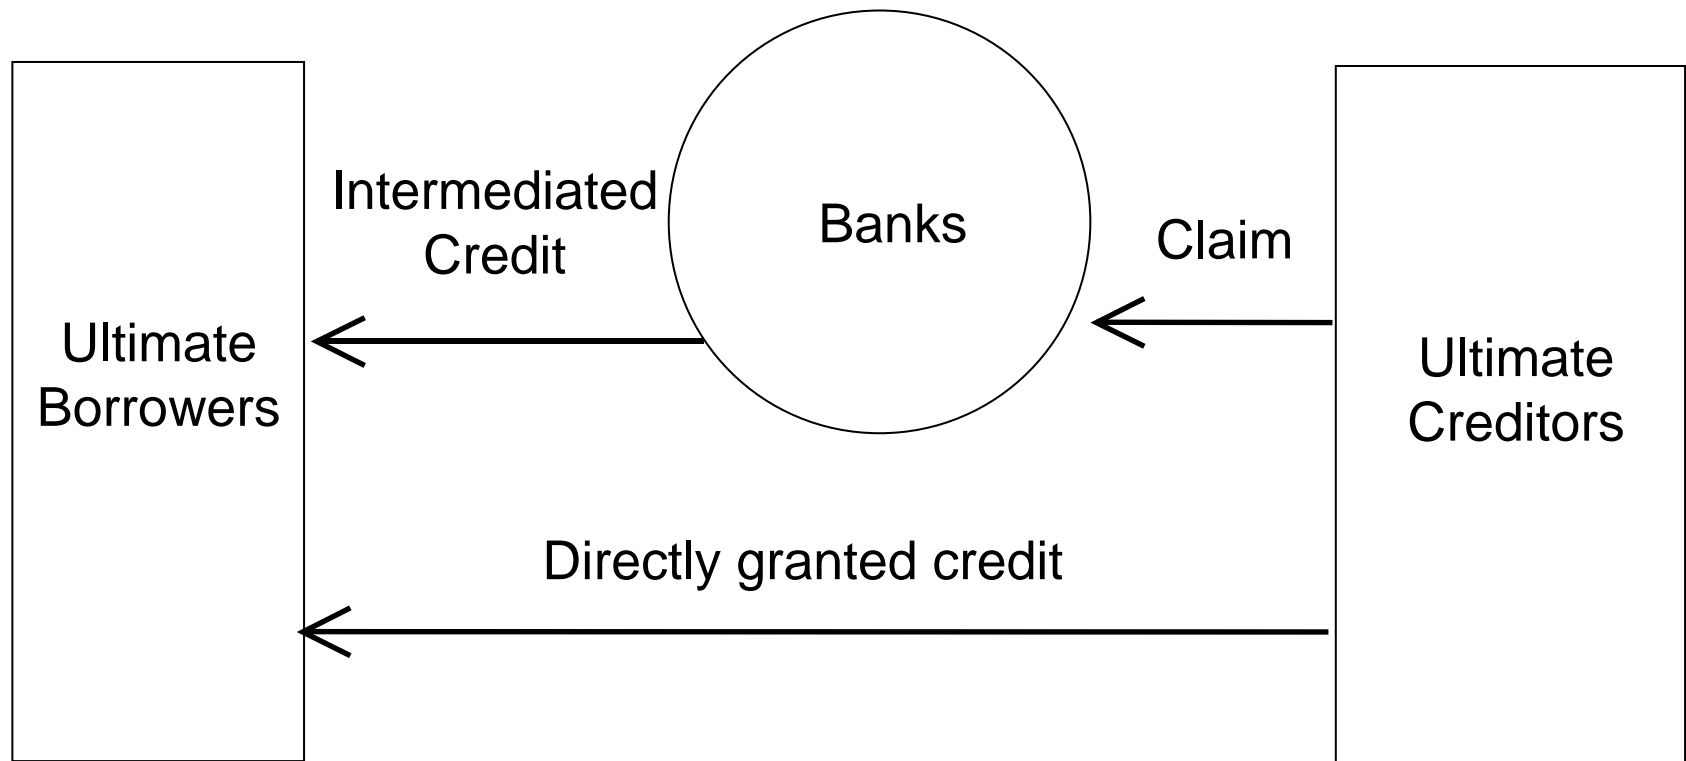 Ultimate
Borrowers
Intermediated
Credit
Banks
Claim
Ultimate
Creditors
Directly granted credit